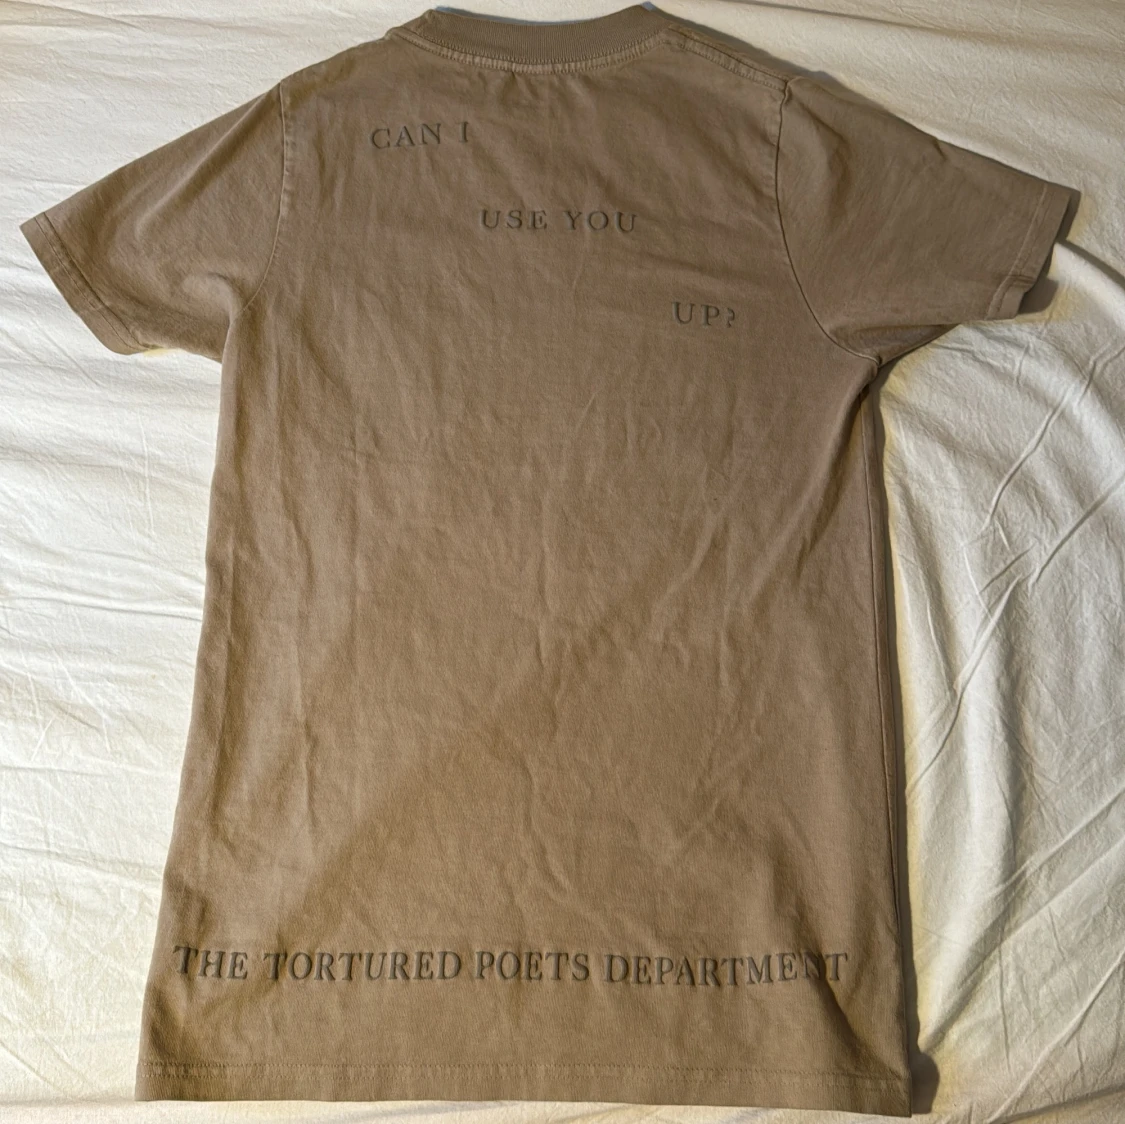 CAN I
USE YOU
UP?
THE TORTURED POETS DEPARTMENT